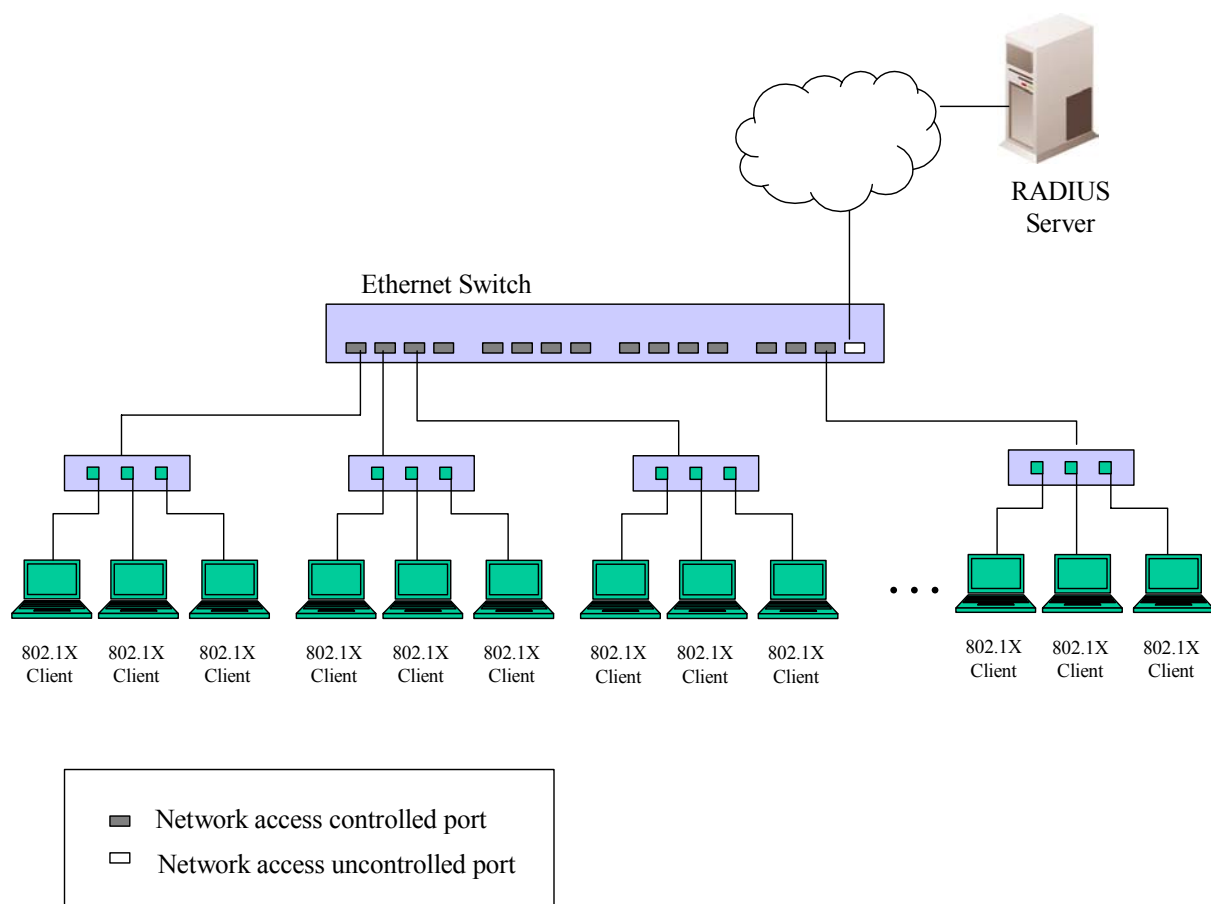 RADIUS
Server
Ethernet Switch
802.1X
Client
802.1X
Client
802.1X
Client
802.1X
Client
802.1X
Client
802.1X
Client
802.1X
Client
802.1X
Client
802.1X
Client
. . .
802.1X
Client
802.1X
Client
802.1X
Client
Network access controlled port
Network access uncontrolled port